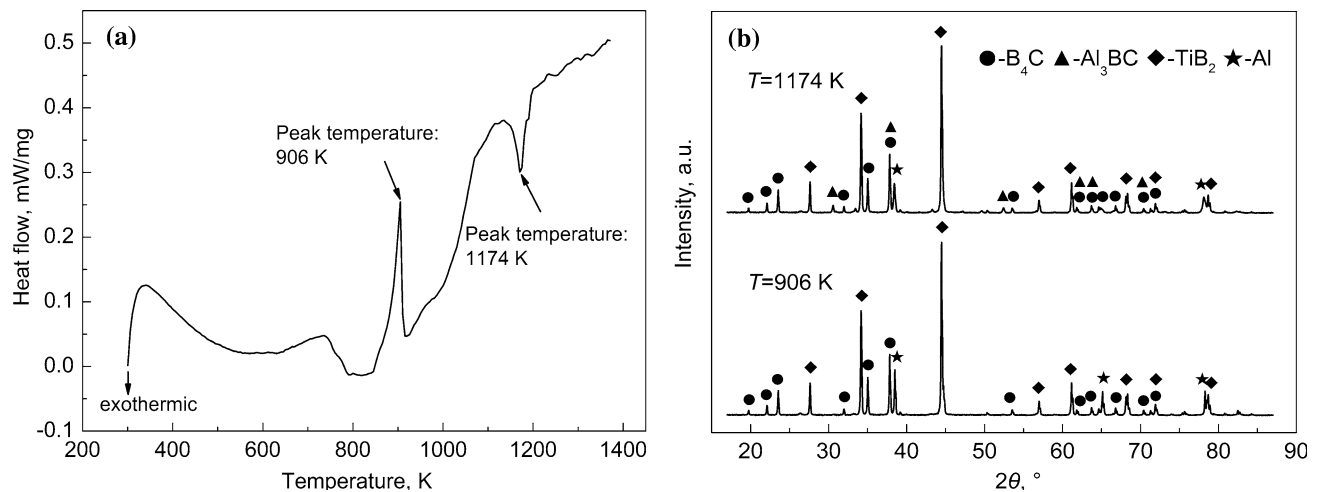 (a)
0.5
0.4
0.3
0.2
0.1
0.0
-0.1
Heat flow, mW/mg
Peak temperature:
906 K
Peak temperature:
1174 K
exothermic
200 400 600 800 1000 1200 1400
Temperature, K
(b)
●-B₄C ▲-Al₃BC ◆-TiB₂ ★-Al
T=1174 K
T=906 K
Intensity, a.u.
20 30 40 50 60 70 80 90
2θ, °